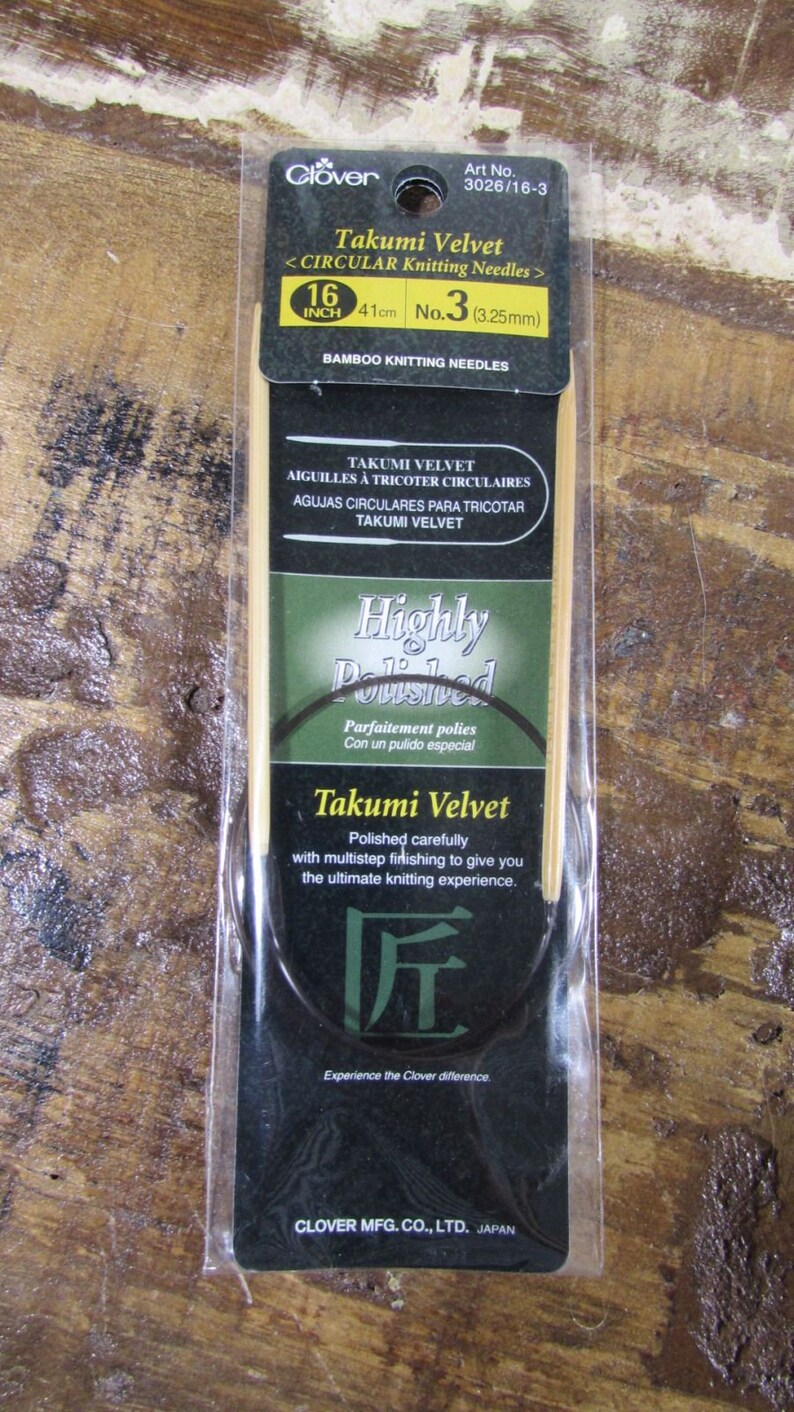 Clover
Art No.
3026/16-3
Takumi Velvet
< CIRCULAR Knitting Needles >
16 INCH 41cm No.3 (3.25mm)
BAMBOO KNITTING NEEDLES
TAKUMI VELVET
AIGUILLES À TRICOTER CIRCULAIRES
AGUJAS CIRCULARES PARA TRICOTAR
TAKUMI VELVET
Highly
Polished
Parfaitement polies
Con un pulido especial
Takumi Velvet
Polished carefully
with multistep finishing to give you
the ultimate knitting experience.
匠
Experience the Clover difference.
CLOVER MFG. CO., LTD. JAPAN